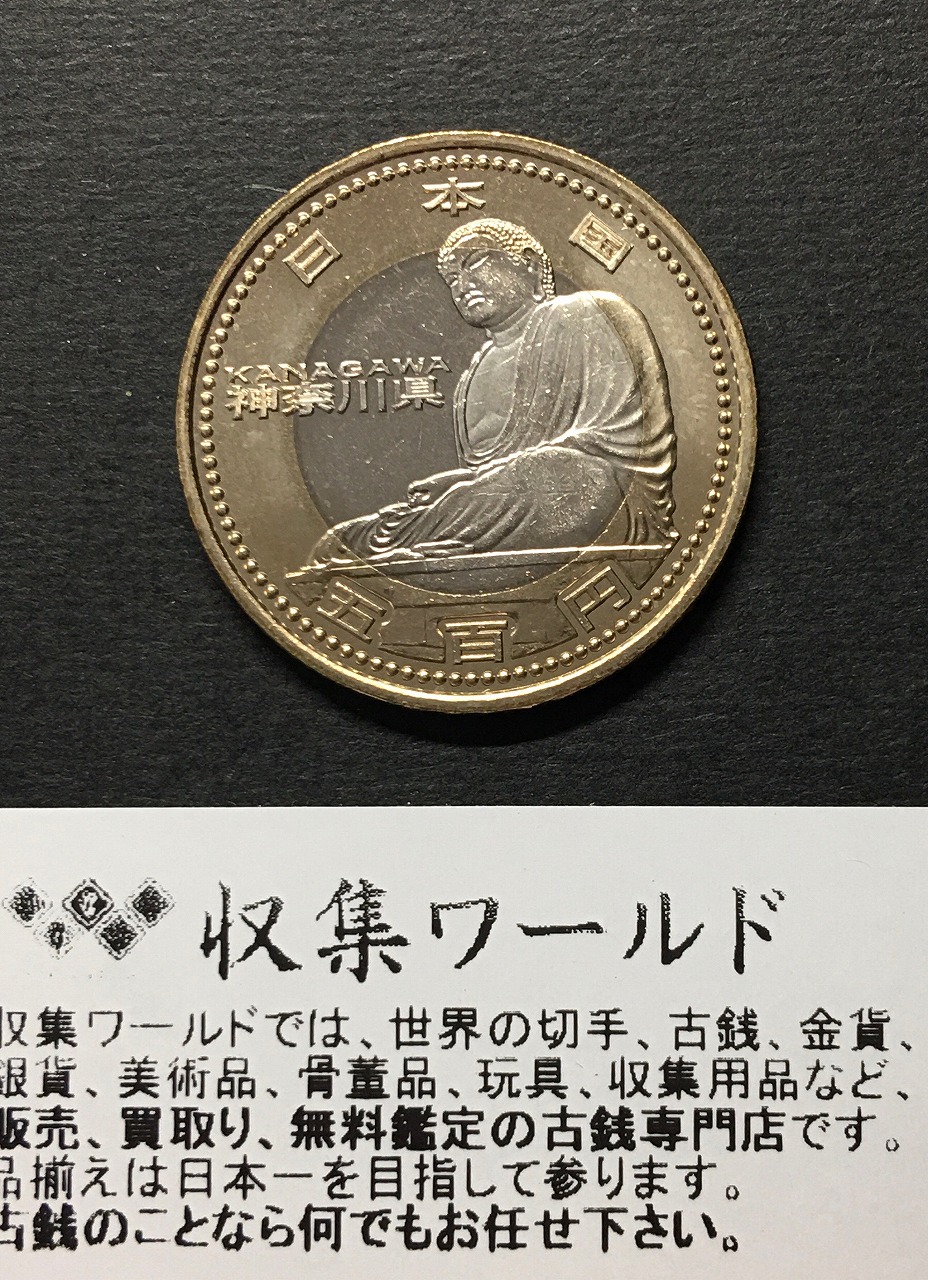 日本国
KANAGAWA
神奈川県
五百円
収集ワールド
収集ワールドでは、世界の切手、古銭、金貨、
銀貨、美術品、骨董品、玩具、収集用品など、
販売、買取り、無料鑑定の古銭専門店です。
品揃えは日本一を目指して参ります。
古銭のことなら何でもお任せ下さい。